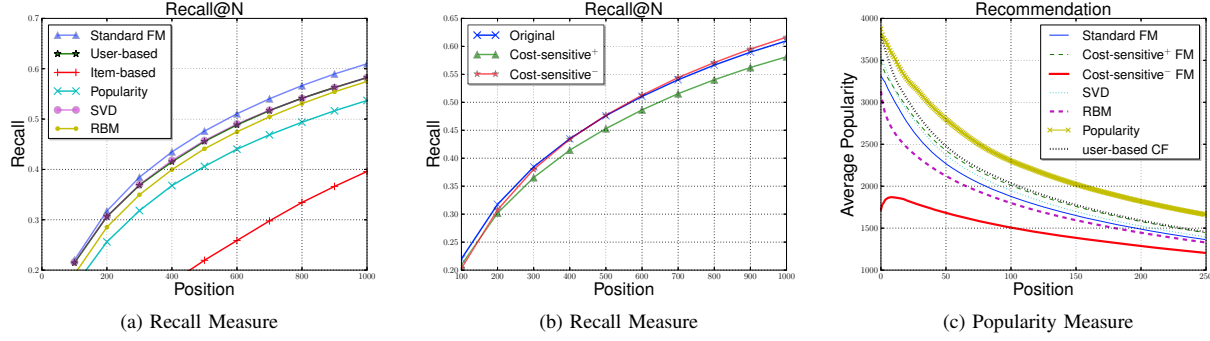 Recall@N
0.7
0.6
0.5
0.4
0.3
0.2
Recall
Standard FM
User-based
Item-based
Popularity
SVD
RBM
0 200 400 600 800 1000
Position
(a) Recall Measure
Recall@N
0.65
0.60
0.55
0.50
0.45
0.40
0.35
0.30
0.25
0.20
Recall
Original
Cost-sensitive⁺
Cost-sensitive⁻
100 200 300 400 500 600 700 800 900 1000
Position
(b) Recall Measure
Recommendation
4000
3500
3000
2500
2000
1500
1000
Average Popularity
Standard FM
Cost-sensitive⁺ FM
Cost-sensitive⁻ FM
SVD
RBM
Popularity
user-based CF
0 50 100 150 200 250
Position
(c) Popularity Measure